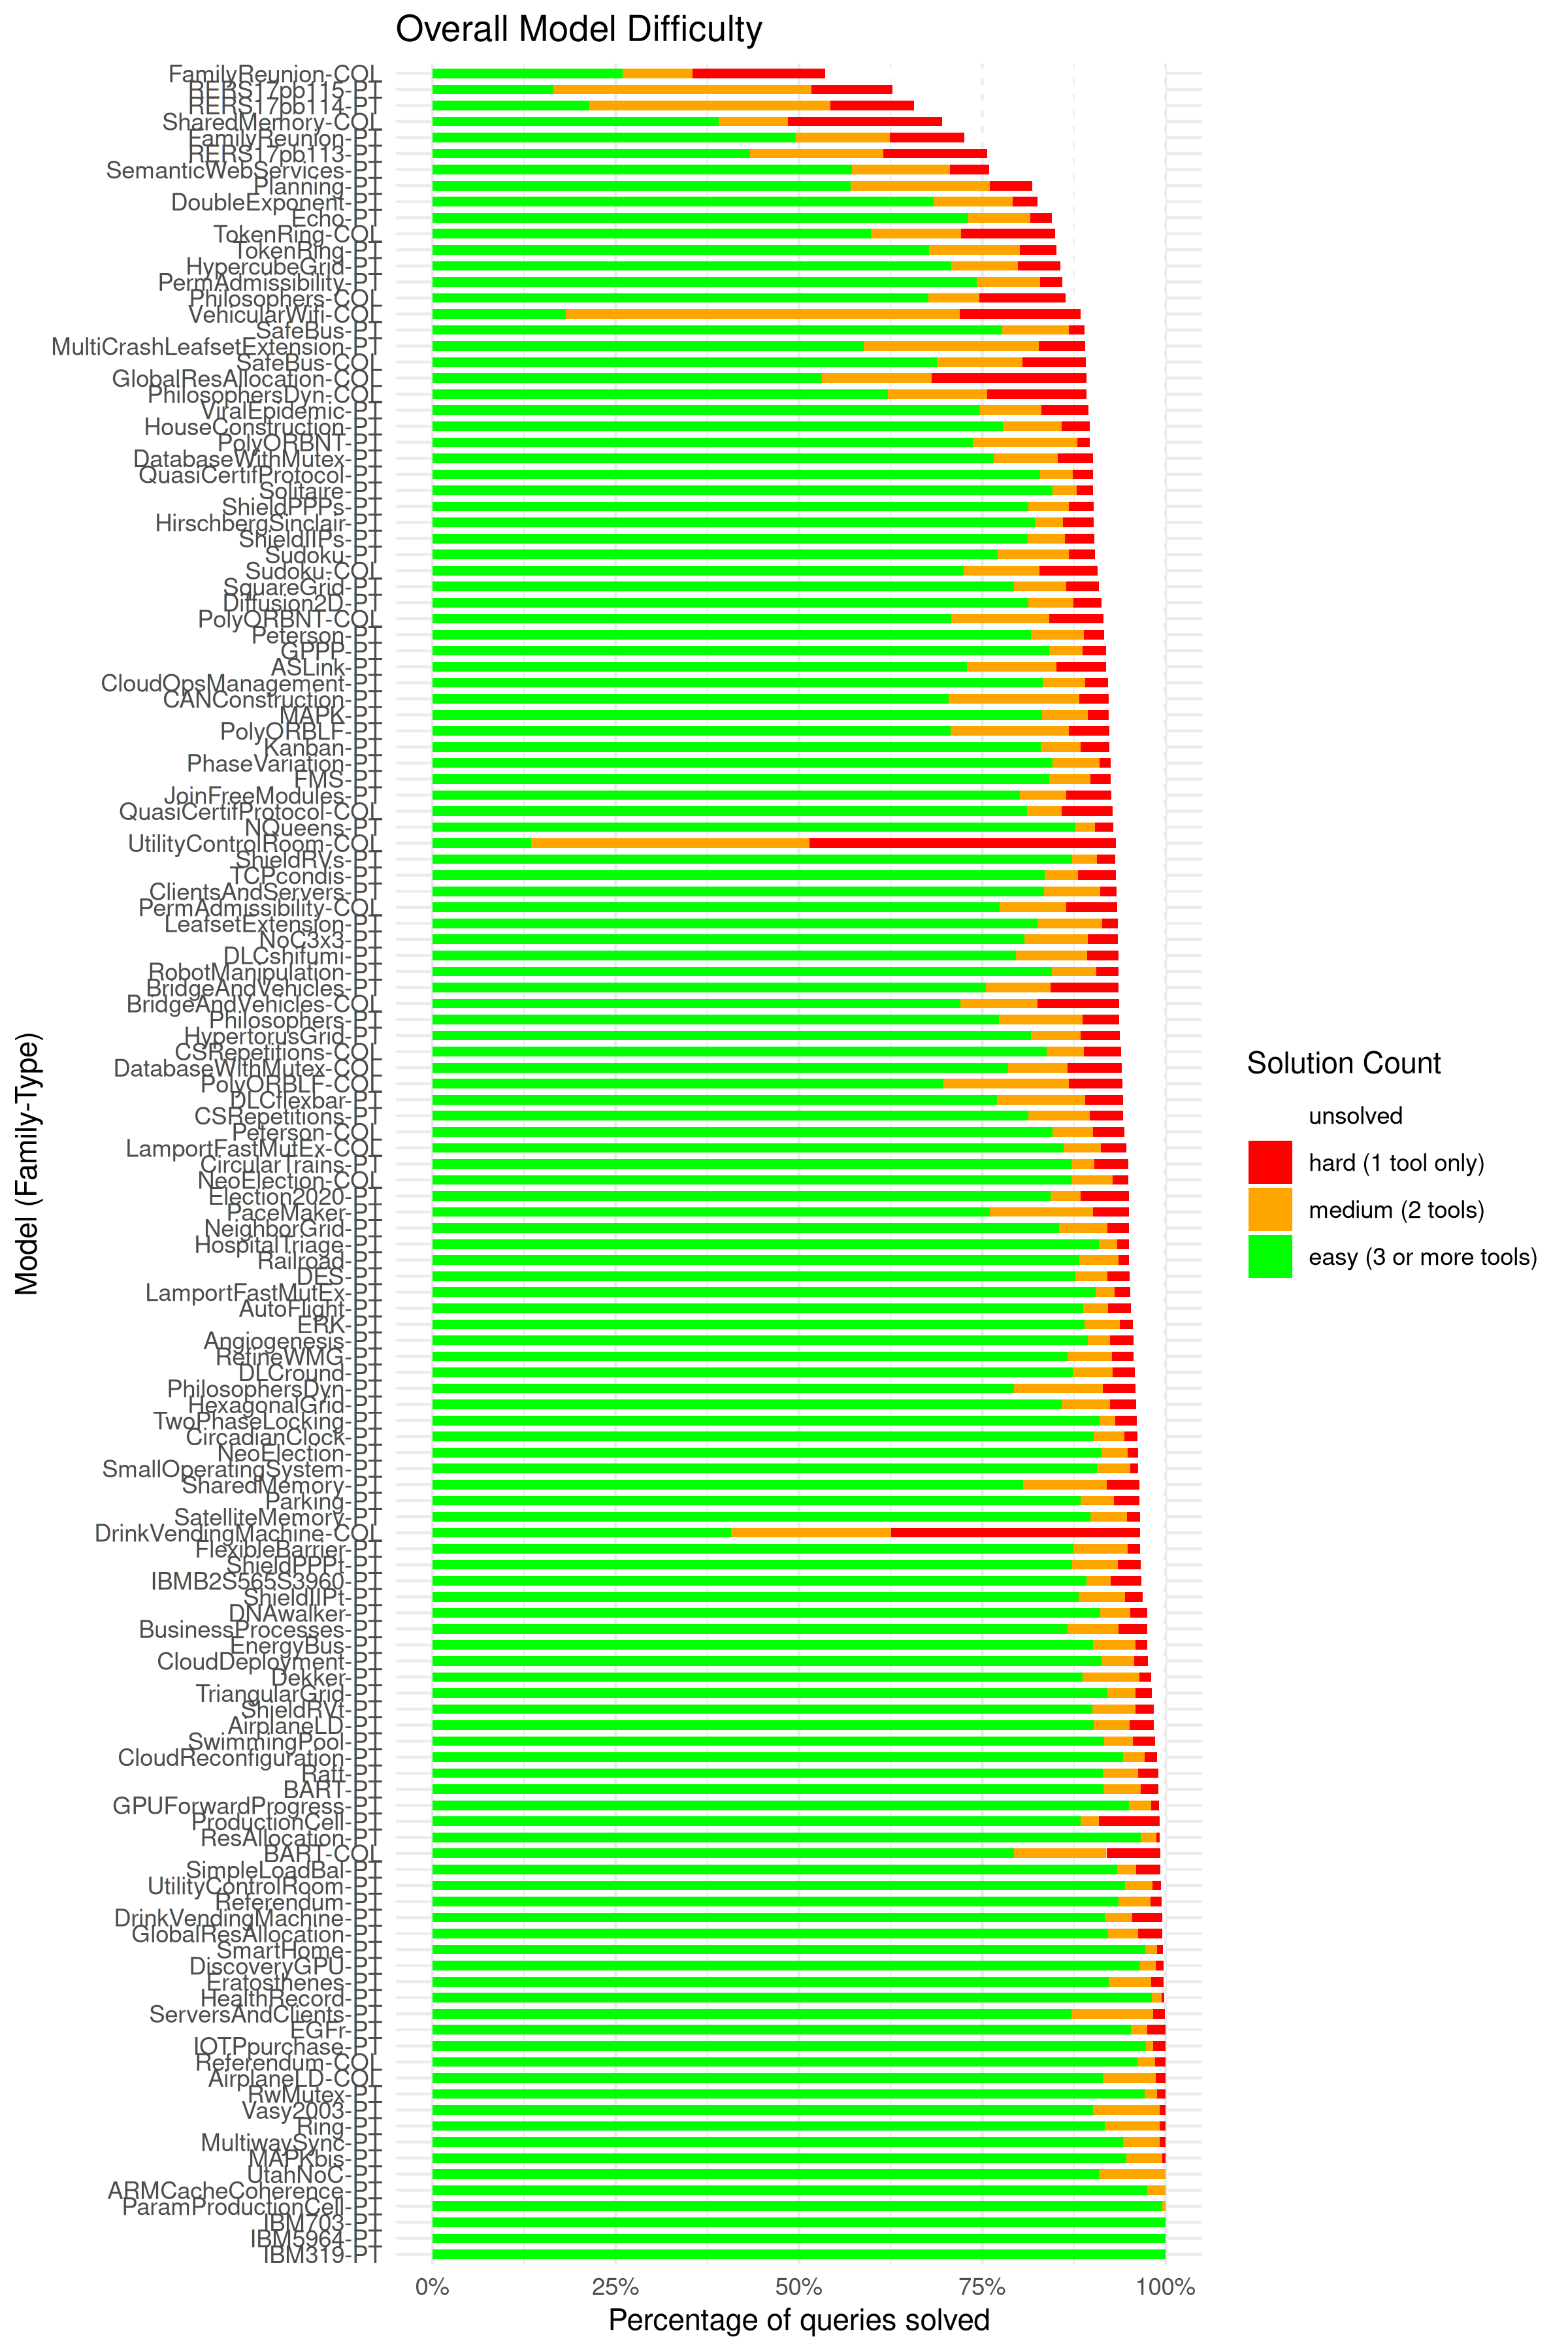 Overall Model Difficulty
FamilyReunion-COL
RERS17pb115-PT
RERS17pb114-PT
SharedMemory-COL
FamilyReunion-PT
RERS17pb113-PT
SemanticWebServices-PT
Planning-PT
DoubleExponent-PT
Echo-PT
TokenRing-COL
TokenRing-PT
HypercubeGrid-PT
PermAdmissibility-PT
Philosophers-COL
VehicularWifi-COL
SafeBus-PT
MultiCrashLeafsetExtension-PT
SafeBus-COL
GlobalResAllocation-COL
PhilosophersDyn-COL
ViralEpidemic-PT
HouseConstruction-PT
PolyORBNT-PT
DatabaseWithMutex-PT
QuasiCertifProtocol-PT
Solitaire-PT
ShieldPPPs-PT
HirschbergSinclair-PT
ShieldIIPs-PT
Sudoku-PT
Sudoku-COL
SquareGrid-PT
Diffusion2D-PT
PolyORBNT-COL
Peterson-PT
GPPP-PT
ASLink-PT
CloudOpsManagement-PT
CANConstruction-PT
MAPK-PT
PolyORBLF-PT
Kanban-PT
PhaseVariation-PT
FMS-PT
JoinFreeModules-PT
QuasiCertifProtocol-COL
NQueens-PT
UtilityControlRoom-COL
ShieldRVs-PT
TCPcondis-PT
ClientsAndServers-PT
PermAdmissibility-COL
LeafsetExtension-PT
NoC3x3-PT
DLCshifumi-PT
RobotManipulation-PT
BridgeAndVehicles-PT
BridgeAndVehicles-COL
Philosophers-PT
HypertorusGrid-PT
CSRepetitions-COL
DatabaseWithMutex-COL
PolyORBLF-COL
DLCflexbar-PT
CSRepetitions-PT
Peterson-COL
LamportFastMutEx-COL
CircularTrains-PT
NeoElection-COL
Election2020-PT
PaceMaker-PT
NeighborGrid-PT
HospitalTriage-PT
Railroad-PT
DES-PT
LamportFastMutEx-PT
AutoFlight-PT
ERK-PT
Angiogenesis-PT
RefineWMG-PT
DLCround-PT
PhilosophersDyn-PT
HexagonalGrid-PT
TwoPhaseLocking-PT
CircadianClock-PT
NeoElection-PT
SmallOperatingSystem-PT
SharedMemory-PT
Parking-PT
SatelliteMemory-PT
DrinkVendingMachine-COL
FlexibleBarrier-PT
ShieldPPPt-PT
IBMB2S565S3960-PT
ShieldIIPt-PT
DNAwalker-PT
BusinessProcesses-PT
EnergyBus-PT
CloudDeployment-PT
Dekker-PT
TriangularGrid-PT
ShieldRVt-PT
AirplaneLD-PT
SwimmingPool-PT
CloudReconfiguration-PT
Raft-PT
BART-PT
GPUForwardProgress-PT
ProductionCell-PT
ResAllocation-PT
BART-COL
SimpleLoadBal-PT
UtilityControlRoom-PT
Referendum-PT
DrinkVendingMachine-PT
GlobalResAllocation-PT
SmartHome-PT
DiscoveryGPU-PT
Eratosthenes-PT
HealthRecord-PT
ServersAndClients-PT
EGFr-PT
IOTPpurchase-PT
Referendum-COL
AirplaneLD-COL
RwMutex-PT
Vasy2003-PT
Ring-PT
MultiwaySync-PT
MAPKbis-PT
UtahNoC-PT
ARMCacheCoherence-PT
ParamProductionCell-PT
IBM703-PT
IBM5964-PT
IBM319-PT
0%
25%
50%
75%
100%
Percentage of queries solved
Model (Family-Type)
Solution Count
unsolved
hard (1 tool only)
medium (2 tools)
easy (3 or more tools)